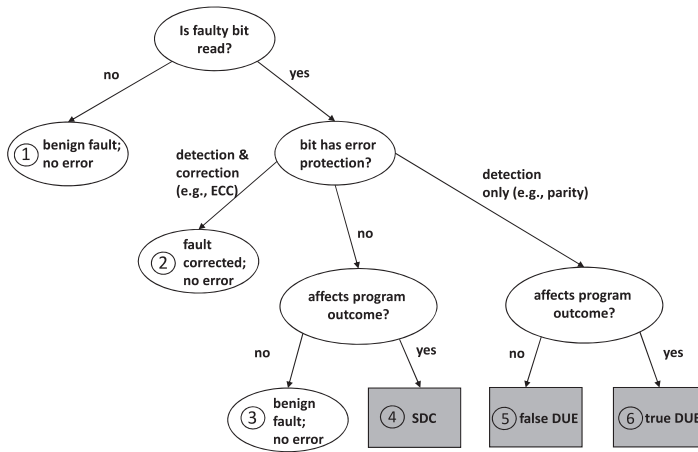 Is faulty bit
read?
no
yes
1 benign fault;
no error
bit has error
protection?
detection &
correction
(e.g., ECC)
detection
only (e.g., parity)
no
2 fault
corrected;
no error
affects program
outcome?
affects program
outcome?
no
yes
no
yes
3 benign
fault;
no error
4 SDC
5 false DUE
6 true DUE